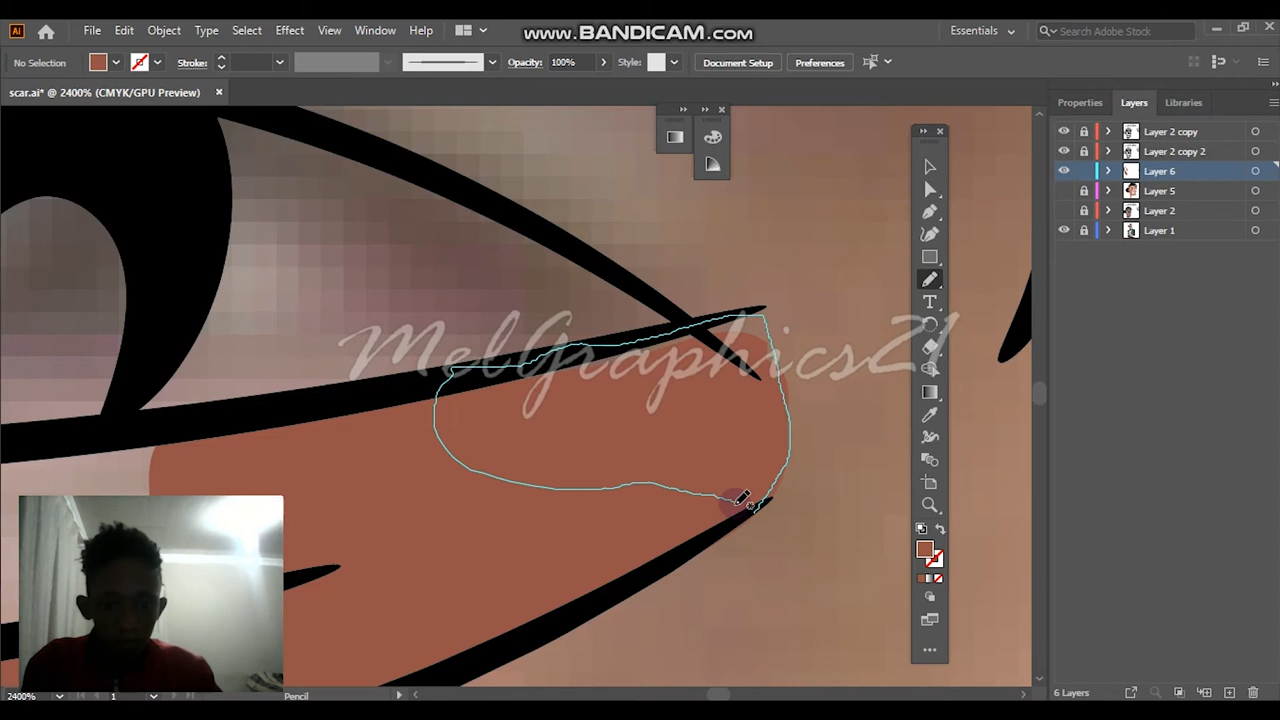 www.BANDICAM.com
Ai File Edit Object Type Select Effect View Window Help Essentials Search Adobe Stock
No Selection Stroke: Opacity: 100% Style: Document Setup Preferences
scar.ai* @ 2400% (CMYK/GPU Preview) ×
Properties Layers Libraries
Layer 2 copy
Layer 2 copy 2
Layer 6
Layer 5
Layer 2
Layer 1
MelGraphics21
2400% 1 Pencil 6 Layers